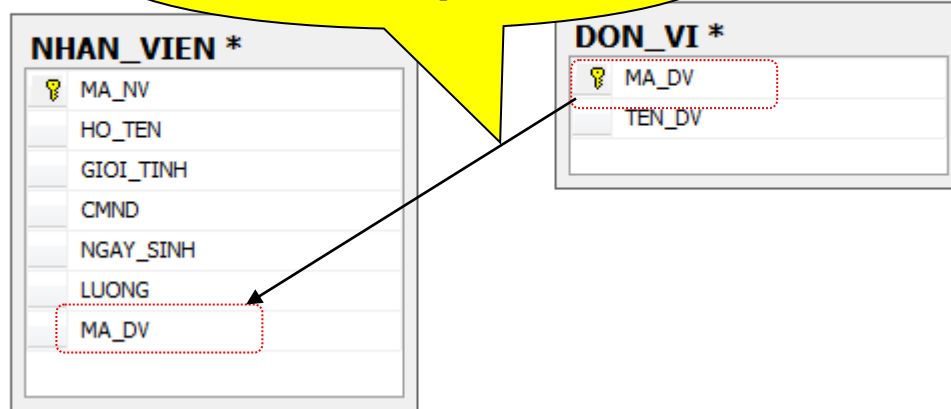 NHAN_VIEN *
MA_NV
HO_TEN
GIOI_TINH
CMND
NGAY_SINH
LUONG
MA_DV
DON_VI *
MA_DV
TEN_DV